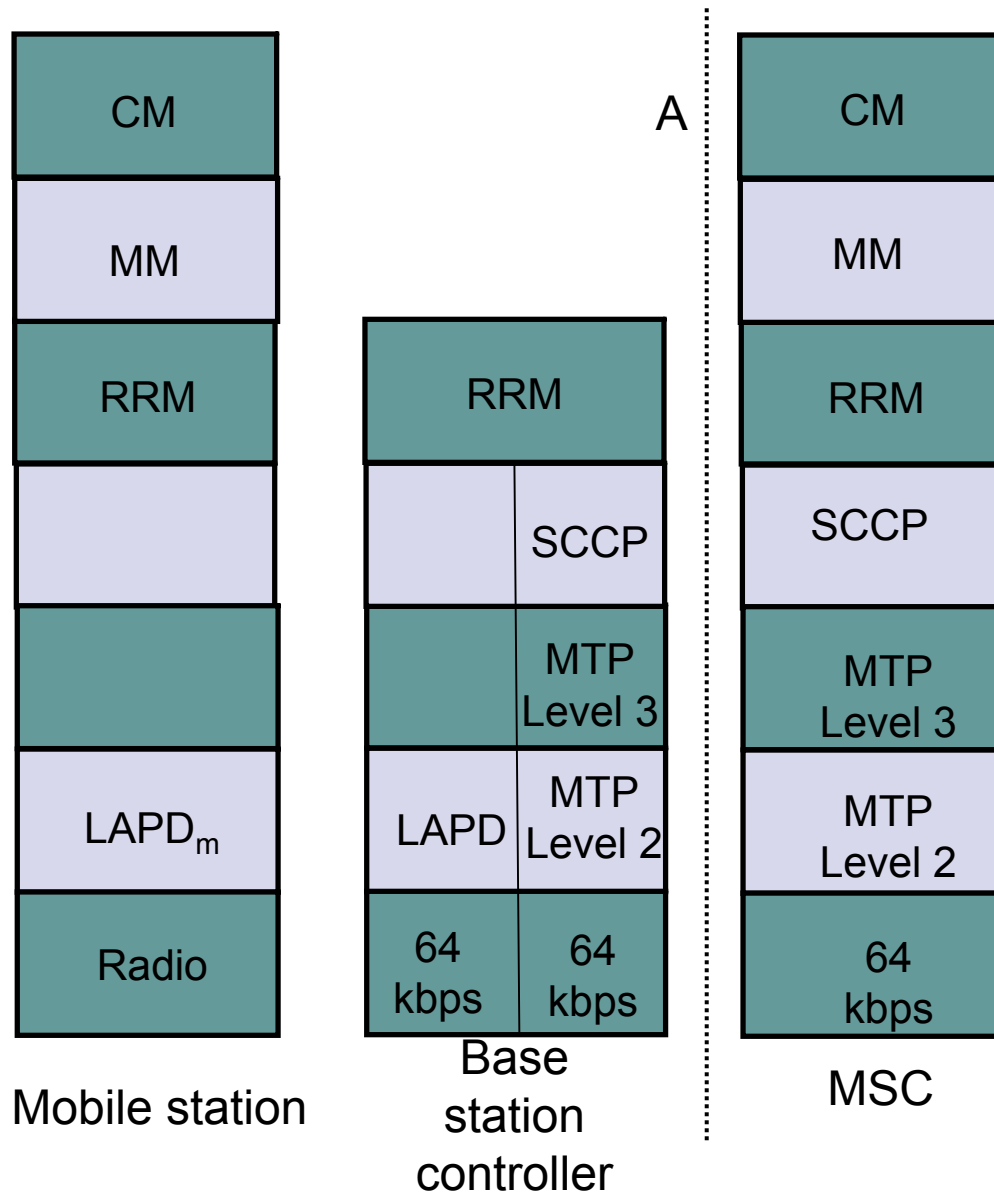 CM
MM
RRM
LAPDm
Radio
Mobile station
RRM
SCCP
MTP
Level 3
LAPD
MTP
Level 2
64
kbps
64
kbps
Base
station
controller
A
CM
MM
RRM
SCCP
MTP
Level 3
MTP
Level 2
64
kbps
MSC